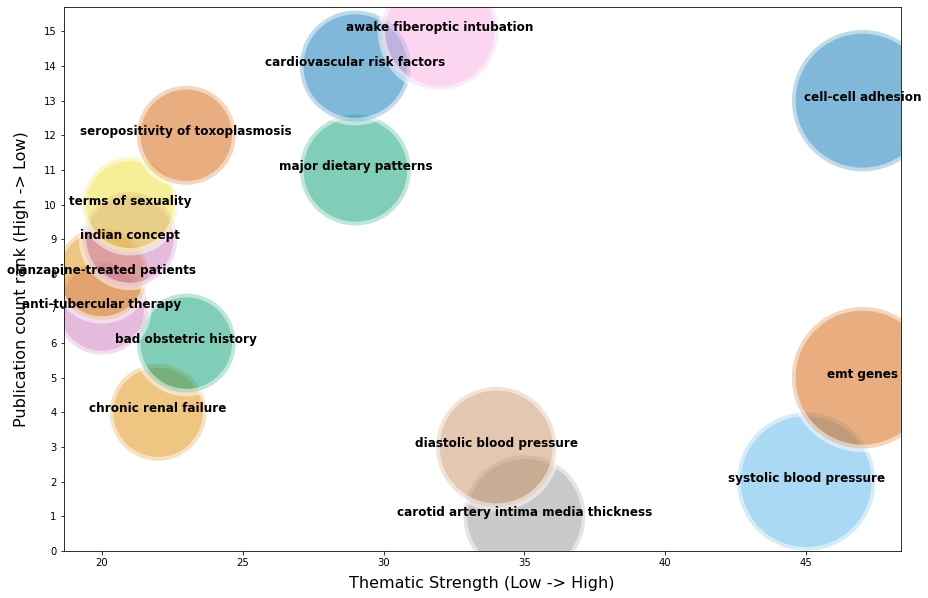 15
awake fiberoptic intubation
14
cardiovascular risk factors
13
cell-cell adhesion
12
seropositivity of toxoplasmosis
11
major dietary patterns
10
terms of sexuality
9
indian concept
8
olanzapine-treated patients
7
anti-tubercular therapy
6
bad obstetric history
5
emt genes
4
chronic renal failure
3
diastolic blood pressure
2
systolic blood pressure
1
carotid artery intima media thickness
0
Publication count rank (High -> Low)
20 25 30 35 40 45
Thematic Strength (Low -> High)